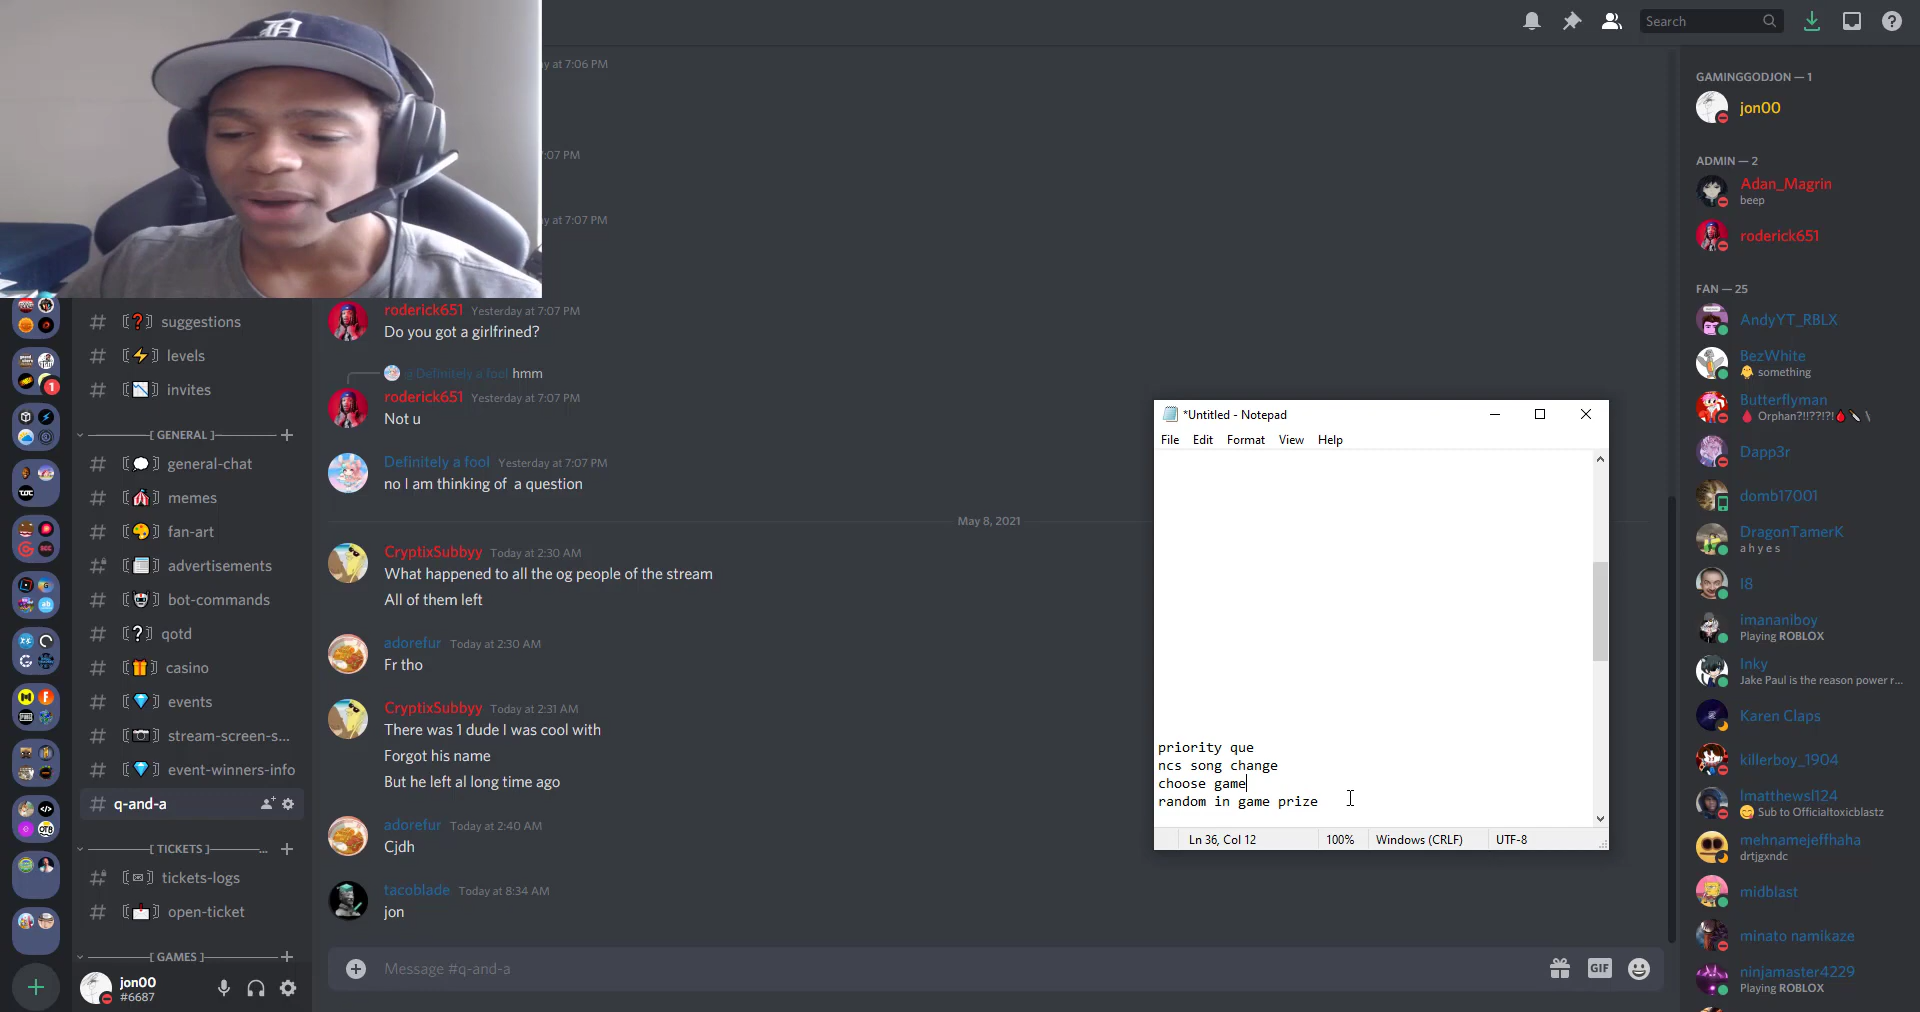 Search
y at 7:06 PM
:07 PM
y at 7:07 PM
suggestions
levels
invites
[ GENERAL ]
general-chat
memes
fan-art
advertisements
bot-commands
qotd
casino
events
stream-screen-s...
event-winners-info
q-and-a
[ TICKETS ]
...
tickets-logs
open-ticket
[ GAMES ]
jon00
#6687
1
roderick651 Yesterday at 7:07 PM
Do you got a girlfrined?
@Definitely a fool hmm
roderick651 Yesterday at 7:07 PM
Not u
Definitely a fool Yesterday at 7:07 PM
no I am thinking of a question
May 8, 2021
CryptixSubbyy Today at 2:30 AM
What happened to all the og people of the stream
All of them left
adorefur Today at 2:30 AM
Fr tho
CryptixSubbyy Today at 2:31 AM
There was 1 dude I was cool with
Forgot his name
But he left al long time ago
adorefur Today at 2:40 AM
Cjdh
tacoblade Today at 8:34 AM
jon
Message #q-and-a
GIF
*Untitled - Notepad
File Edit Format View Help
priority que
ncs song change
choose game
random in game prize
Ln 36, Col 12 100% Windows (CRLF) UTF-8
GAMINGGODJON — 1
jon00
ADMIN — 2
Adan_Magrin
beep
roderick651
FAN — 25
AndyYT_RBLX
BezWhite
something
Butterflyman
Orphan?!!??!?!
Dapp3r
domb17001
DragonTamerK
a h y e s
I8
imananiboy
Playing ROBLOX
Inky
Jake Paul is the reason power r...
Karen Claps
killerboy_1904
lmatthewsl124
Sub to Officialtoxicblastz
mehnamejeffhaha
drtjgxndc
midblast
minato namikaze
ninjamaster4229
Playing ROBLOX